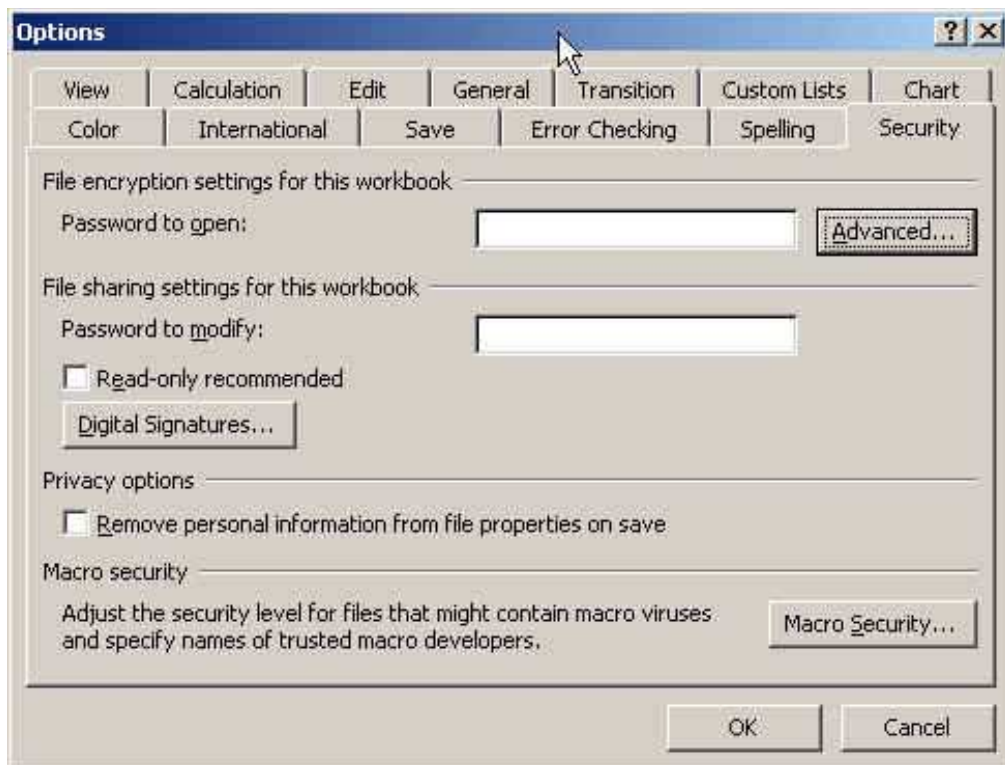 Options
View Calculation Edit General Transition Custom Lists Chart
Color International Save Error Checking Spelling Security
File encryption settings for this workbook
Password to open: Advanced...
File sharing settings for this workbook
Password to modify:
Read-only recommended
Digital Signatures...
Privacy options
Remove personal information from file properties on save
Macro security
Adjust the security level for files that might contain macro viruses
and specify names of trusted macro developers.
Macro Security...
OK Cancel